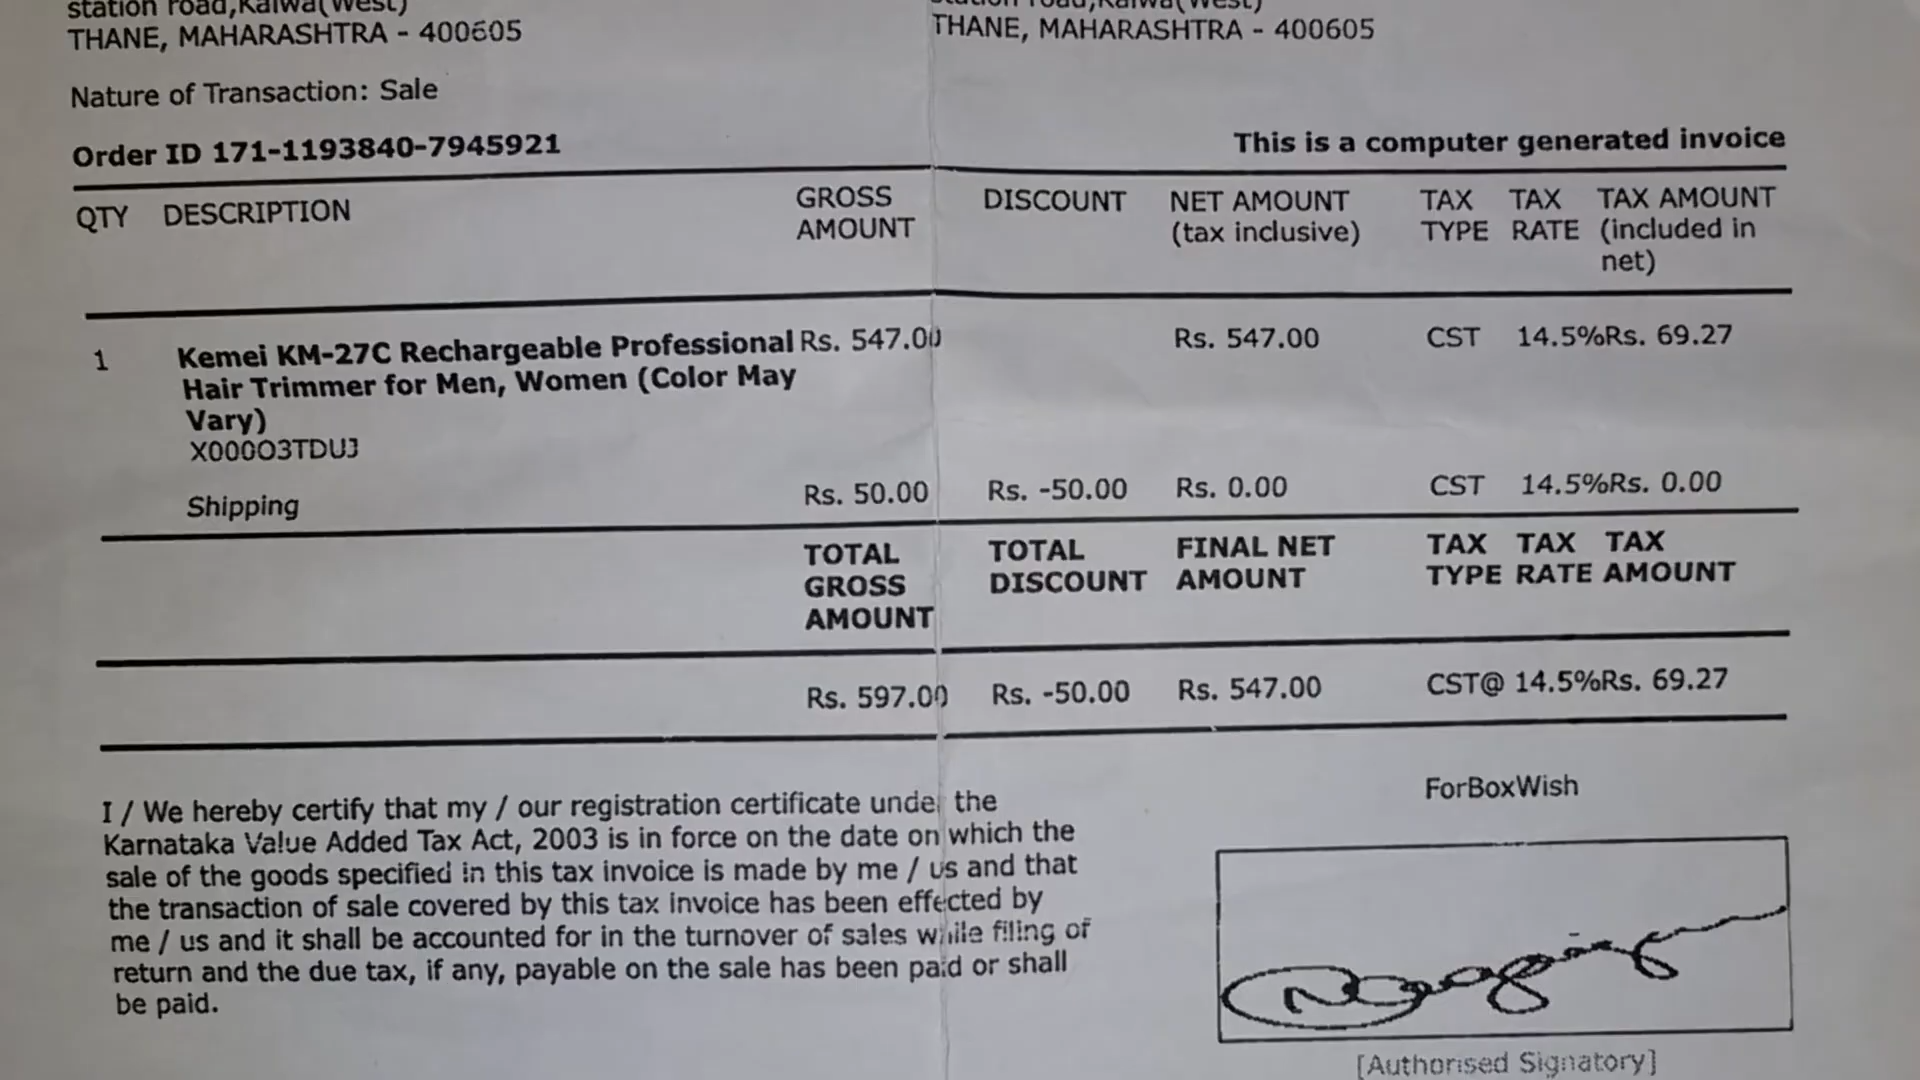 station road,Kalwa(West)
station road,Kalwa(West)
THANE, MAHARASHTRA - 400605
THANE, MAHARASHTRA - 400605
Nature of Transaction: Sale
Order ID 171-1193840-7945921
This is a computer generated invoice
QTY DESCRIPTION GROSS AMOUNT DISCOUNT NET AMOUNT (tax inclusive) TAX TYPE TAX RATE TAX AMOUNT (included in net)
1 Kemei KM-27C Rechargeable Professional Rs. 547.00 Rs. 547.00 CST 14.5%Rs. 69.27
Hair Trimmer for Men, Women (Color May
Vary)
X00003TDUJ
Shipping Rs. 50.00 Rs. -50.00 Rs. 0.00 CST 14.5%Rs. 0.00
TOTAL GROSS AMOUNT TOTAL DISCOUNT FINAL NET AMOUNT TAX TYPE TAX RATE TAX AMOUNT
Rs. 597.00 Rs. -50.00 Rs. 547.00 CST@ 14.5%Rs. 69.27
I / We hereby certify that my / our registration certificate under the
Karnataka Value Added Tax Act, 2003 is in force on the date on which the
sale of the goods specified in this tax invoice is made by me / us and that
the transaction of sale covered by this tax invoice has been effected by
me / us and it shall be accounted for in the turnover of sales while filing of
return and the due tax, if any, payable on the sale has been paid or shall
be paid.
ForBoxWish
[Authorised Signatory]